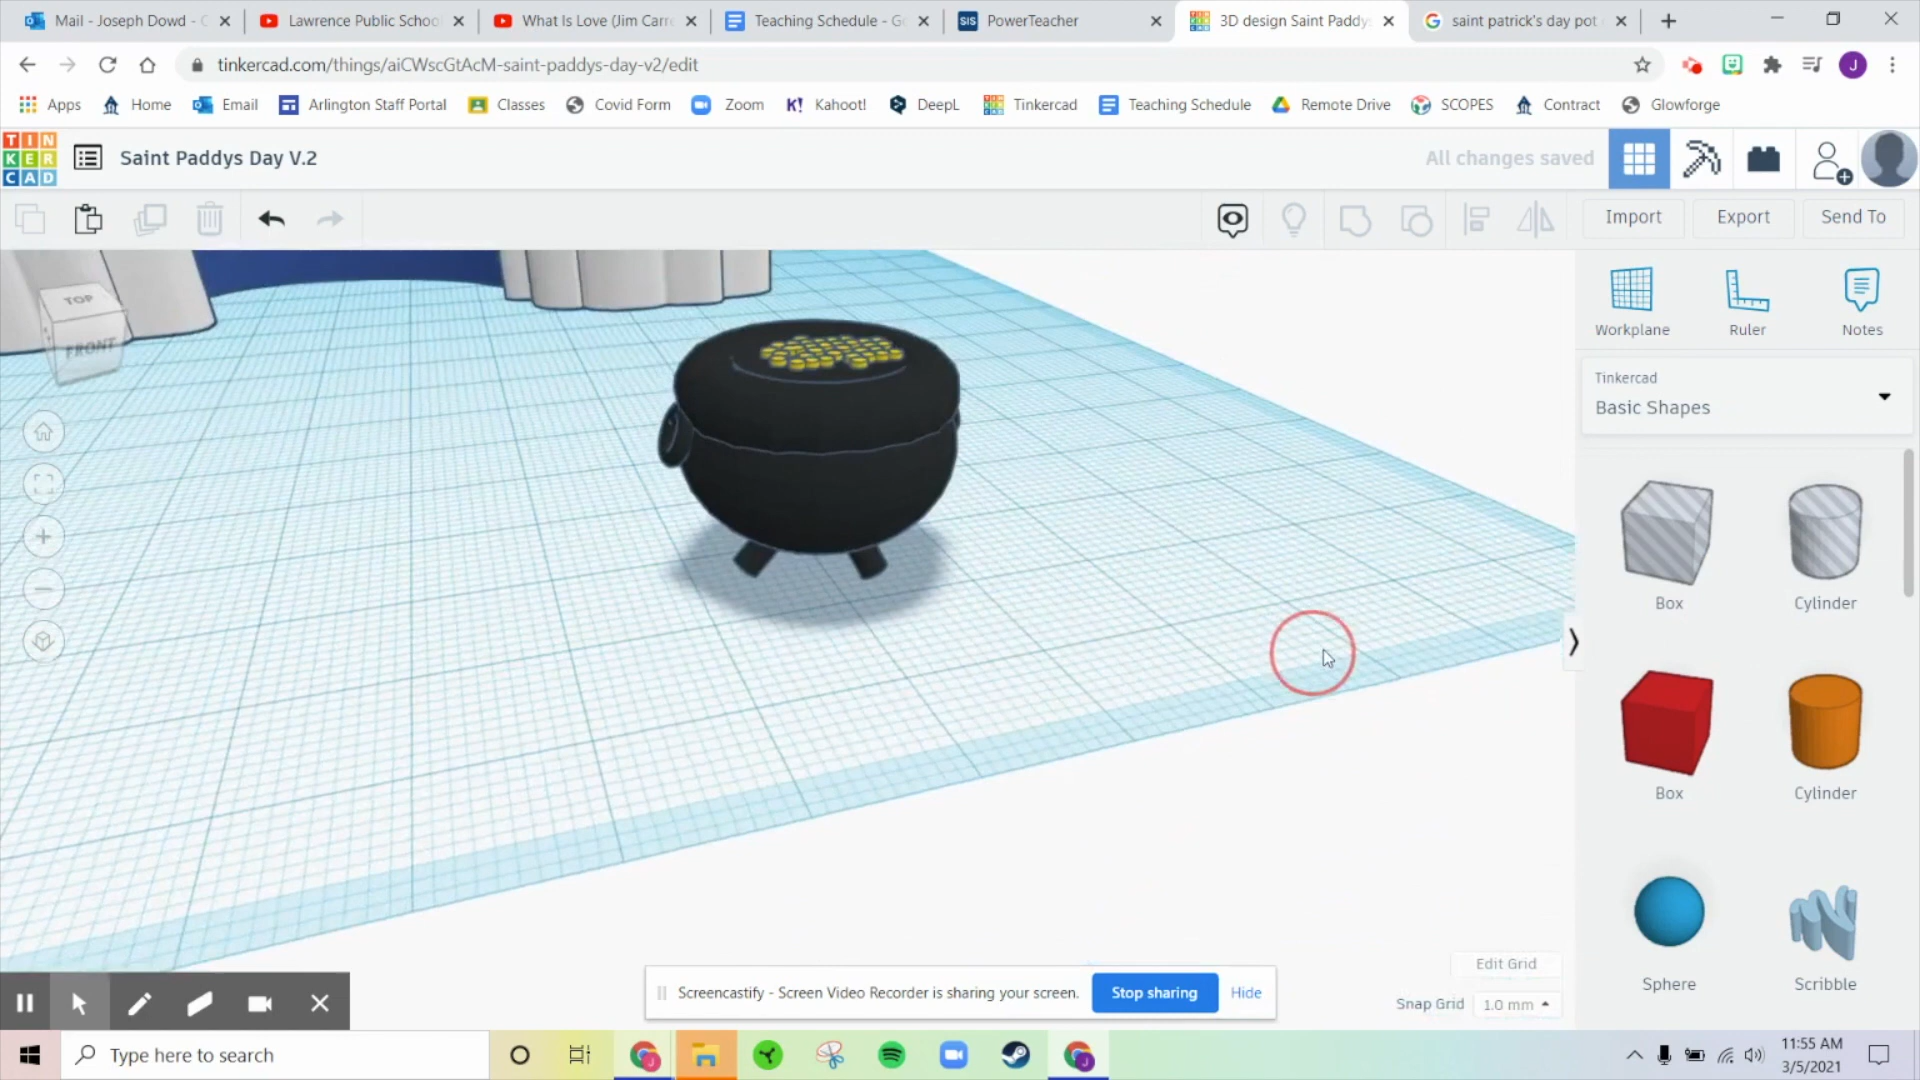 Mail - Joseph Dowd - O
Lawrence Public School
What Is Love (Jim Carre
Teaching Schedule - Go
SIS
PowerTeacher
3D design Saint Paddys
saint patrick's day pot
tinkercad.com/things/aiCWscGtAcM-saint-paddys-day-v2/edit
J
Apps
Home
Email
Arlington Staff Portal
Classes
Covid Form
Zoom
K! Kahoot!
DeepL
Tinkercad
Teaching Schedule
Remote Drive
SCOPES
Contract
Glowforge
TIN
KER
CAD
Saint Paddys Day V.2
All changes saved
Import
Export
Send To
TOP
FRONT
Workplane
Ruler
Notes
Tinkercad
Basic Shapes
Box
Cylinder
Box
Cylinder
Sphere
Scribble
Edit Grid
Snap Grid 1.0 mm
Screencastify - Screen Video Recorder is sharing your screen.
Stop sharing
Hide
Type here to search
11:55 AM
3/5/2021